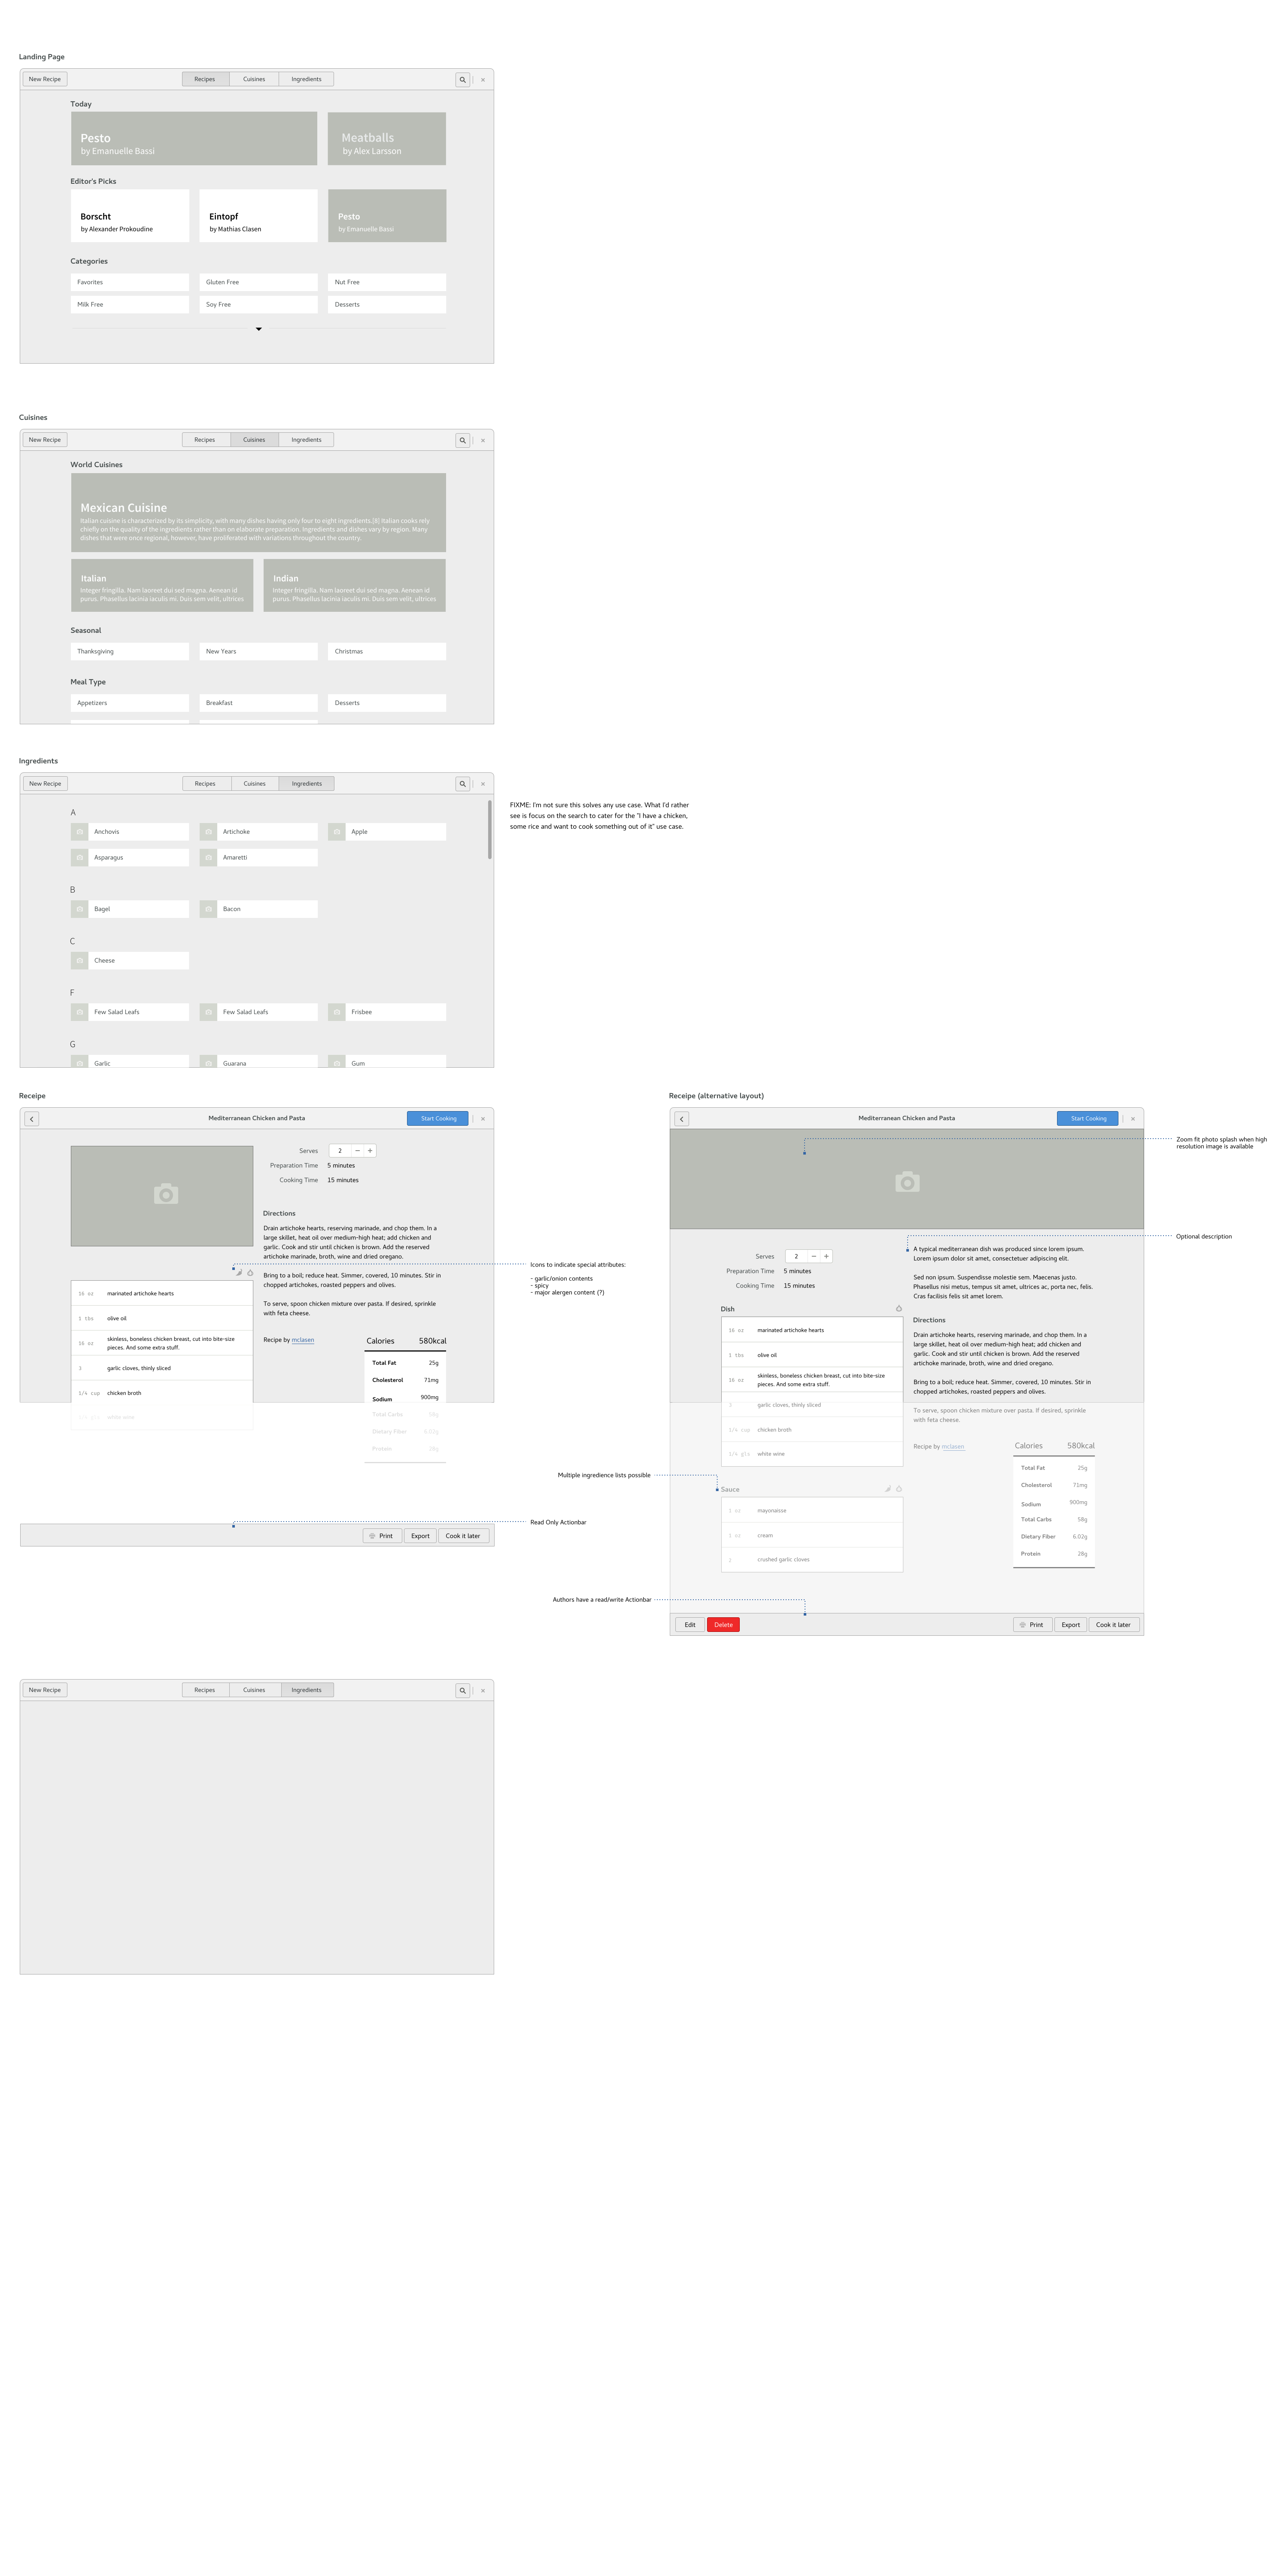 Landing Page
New Recipe
Recipes
Cuisines
Ingredients
Today
Pesto
by Emanuelle Bassi
Meatballs
by Alex Larsson
Editor's Picks
Borscht
by Alexander Prokoudine
Eintopf
by Mathias Clasen
Pesto
by Emanuelle Bassi
Categories
Favorites
Gluten Free
Nut Free
Milk Free
Soy Free
Desserts
Cuisines
New Recipe
Recipes
Cuisines
Ingredients
World Cuisines
Mexican Cuisine
Italian cuisine is characterized by its simplicity, with many dishes having only four to eight ingredients.[8] Italian cooks rely
chiefly on the quality of the ingredients rather than on elaborate preparation. Ingredients and dishes vary by region. Many
dishes that were once regional, however, have proliferated with variations throughout the country.
Italian
Integer fringilla. Nam laoreet dui sed magna. Aenean id
purus. Phasellus lacinia iaculis mi. Duis sem velit, ultrices
Indian
Integer fringilla. Nam laoreet dui sed magna. Aenean id
purus. Phasellus lacinia iaculis mi. Duis sem velit, ultrices
Seasonal
Thanksgiving
New Years
Christmas
Meal Type
Appetizers
Breakfast
Desserts
Ingredients
New Recipe
Recipes
Cuisines
Ingredients
A
Anchovis
Artichoke
Apple
Asparagus
Amaretti
B
Bagel
Bacon
C
Cheese
F
Few Salad Leafs
Few Salad Leafs
Frisbee
G
Garlic
Guarana
Gum
FIXME: I'm not sure this solves any use case. What I'd rather
see is focus on the search to cater for the "I have a chicken,
some rice and want to cook something out of it" use case.
Receipe
Mediterranean Chicken and Pasta
Start Cooking
Serves
2
Preparation Time
5 minutes
Cooking Time
15 minutes
Directions
Drain artichoke hearts, reserving marinade, and chop them. In a
large skillet, heat oil over medium-high heat; add chicken and
garlic. Cook and stir until chicken is brown. Add the reserved
artichoke marinade, broth, wine and dried oregano.
Bring to a boil; reduce heat. Simmer, covered, 10 minutes. Stir in
chopped artichokes, roasted peppers and olives.
To serve, spoon chicken mixture over pasta. If desired, sprinkle
with feta cheese.
Recipe by mclasen
16 oz
marinated artichoke hearts
1 tbs
olive oil
16 oz
skinless, boneless chicken breast, cut into bite-size
pieces. And some extra stuff.
3
garlic cloves, thinly sliced
1/4 cup
chicken broth
white wine
Calories
580kcal
Total Fat
25g
Cholesterol
71mg
Sodium
900mg
Total Carbs
58g
Dietary Fiber
6.02g
Protein
28g
Icons to indicate special attributes:
- garlic/onion contents
- spicy
- major alergen content (?)
Read Only Actionbar
Print
Export
Cook it later
Receipe (alternative layout)
Mediterranean Chicken and Pasta
Start Cooking
Zoom fit photo splash when high
resolution image is available
Optional description
Serves
2
Preparation Time
5 minutes
Cooking Time
15 minutes
A typical mediterranean dish was produced since lorem ipsum.
Lorem ipsum dolor sit amet, consectetuer adipiscing elit.
Sed non ipsum. Suspendisse molestie sem. Maecenas justo.
Phasellus nisi metus, tempus sit amet, ultrices ac, porta nec, felis.
Cras facilisis felis sit amet lorem.
Dish
16 oz
marinated artichoke hearts
1 tbs
olive oil
16 oz
skinless, boneless chicken breast, cut into bite-size
pieces. And some extra stuff.
3
garlic cloves, thinly sliced
1/4 cup
chicken broth
1/4 gls
white wine
Directions
Drain artichoke hearts, reserving marinade, and chop them. In a
large skillet, heat oil over medium-high heat; add chicken and
garlic. Cook and stir until chicken is brown. Add the reserved
artichoke marinade, broth, wine and dried oregano.
Bring to a boil; reduce heat. Simmer, covered, 10 minutes. Stir in
chopped artichokes, roasted peppers and olives.
To serve, spoon chicken mixture over pasta. If desired, sprinkle
with feta cheese.
Recipe by mclasen
Calories
580kcal
Total Fat
25g
Cholesterol
71mg
Sodium
900mg
Total Carbs
58g
Dietary Fiber
6.02g
Protein
28g
Multiple ingredience lists possible
Sauce
5 oz
mayonaisse
5 oz
cream
2
crushed garlic cloves
Authors have a read/write Actionbar
Edit
Delete
Print
Export
Cook it later
New Recipe
Recipes
Cuisines
Ingredients